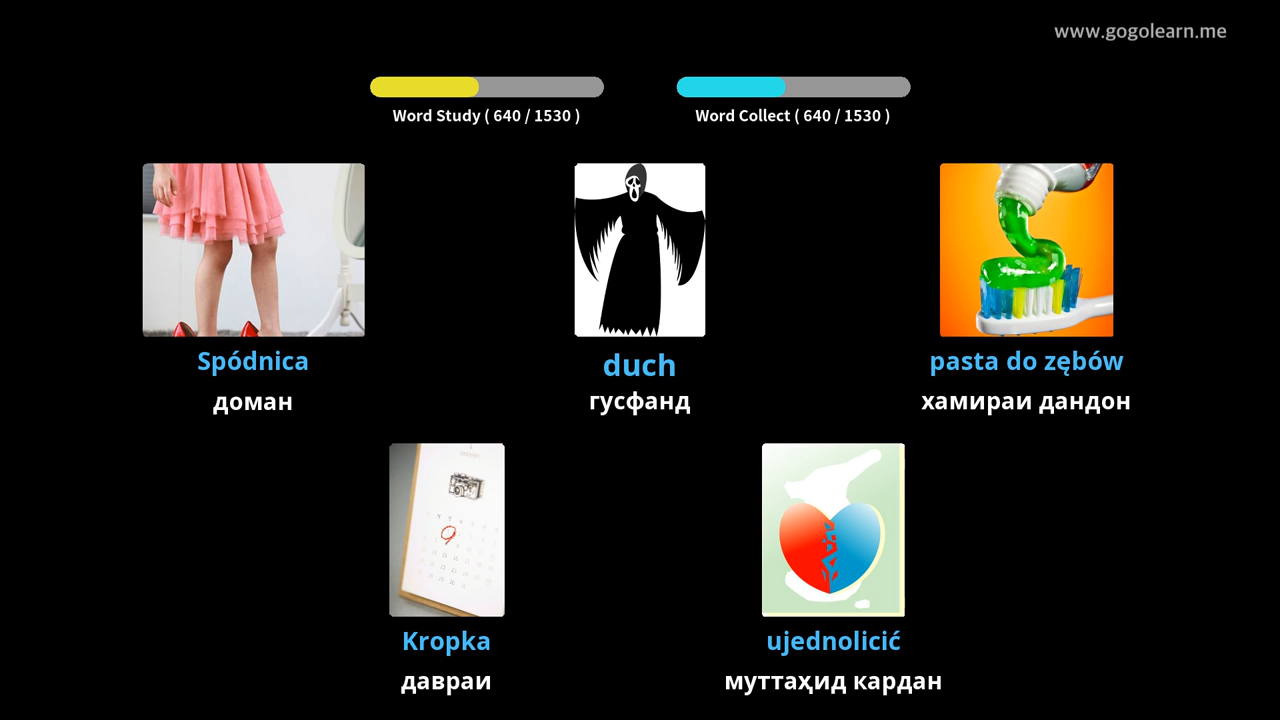 www.gogolearn.me
Word Study ( 640 / 1530 )
Word Collect ( 640 / 1530 )
Spódnica
доман
duch
гусфанд
pasta do zębów
хамираи дандон
Kropka
давраи
ujednolicić
муттаҳид кардан